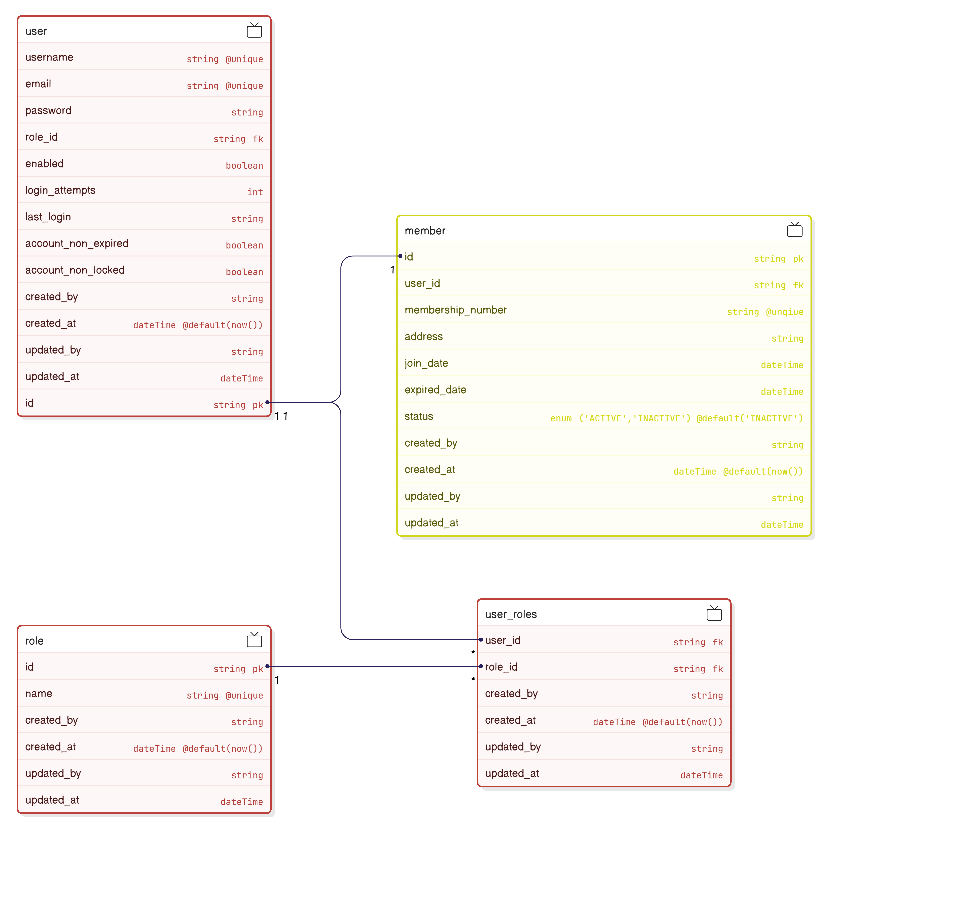 user
username string @unique
email string @unique
password string
role_id string fk
enabled boolean
login_attempts int
last_login string
account_non_expired boolean
account_non_locked boolean
created_by string
created_at dateTime @default(now())
updated_by string
updated_at dateTime
id string pk
1 1
member
id string pk
1
user_id string fk
membership_number string @unqiue
address string
join_date dateTime
expired_date dateTime
status enum ('ACTIVE','INACTIVE') @default('INACTIVE')
created_by string
created_at dateTime @default(now())
updated_by string
updated_at dateTime
role
id string pk
1
name string @unique
created_by string
created_at dateTime @default(now())
updated_by string
updated_at dateTime
user_roles
user_id string fk
*
role_id string fk
*
created_by string
created_at dateTime @default(now())
updated_by string
updated_at dateTime